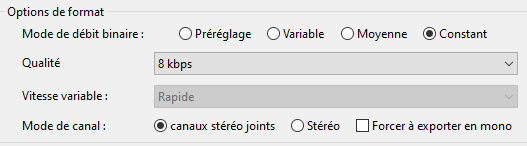 Options de format
Mode de débit binaire : Préréglage Variable Moyenne Constant
Qualité 8 kbps
Vitesse variable : Rapide
Mode de canal : canaux stéréo joints Stéréo Forcer à exporter en mono